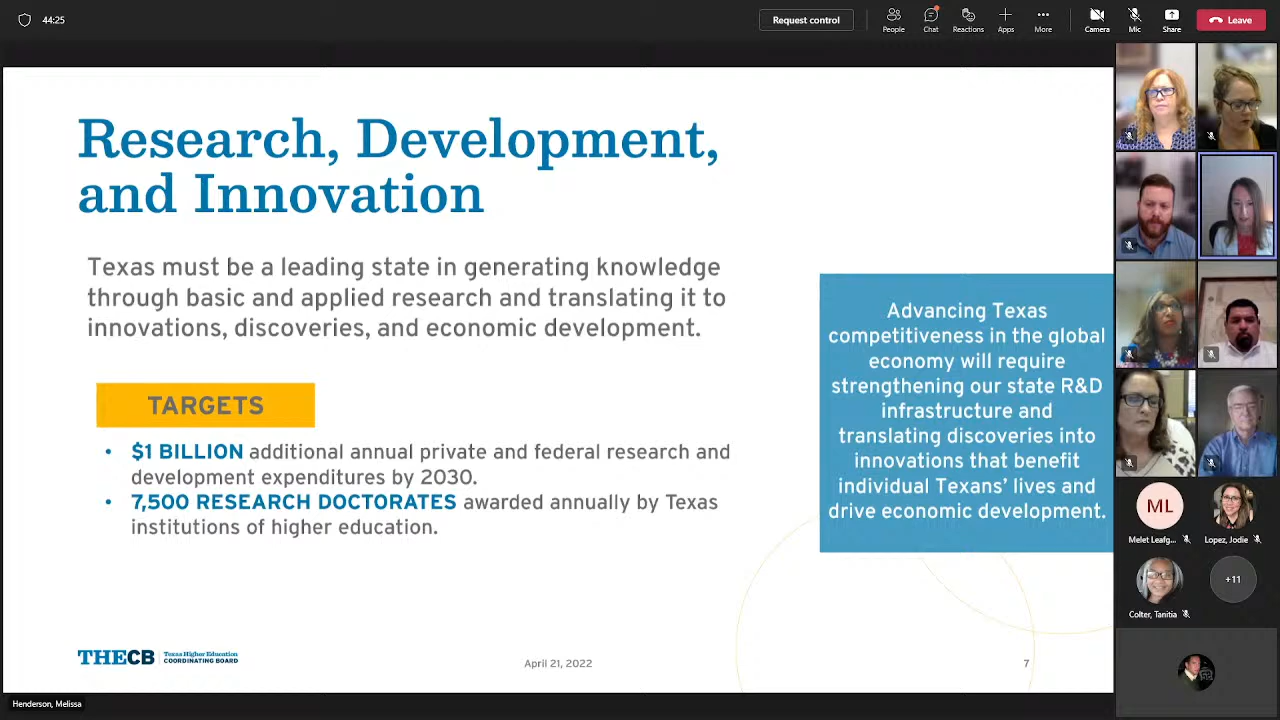 44:25
Request control
People
Chat
Reactions
Apps
More
Camera
Mic
Share
Leave
Research, Development,
and Innovation
Texas must be a leading state in generating knowledge
through basic and applied research and translating it to
innovations, discoveries, and economic development.
TARGETS
• $1 BILLION additional annual private and federal research and
development expenditures by 2030.
• 7,500 RESEARCH DOCTORATES awarded annually by Texas
institutions of higher education.
Advancing Texas
competitiveness in the global
economy will require
strengthening our state R&D
infrastructure and
translating discoveries into
innovations that benefit
individual Texans’ lives and
drive economic development.
THECB
Texas Higher Education
COORDINATING BOARD
April 21, 2022
7
ML
Melet Leafg...
Lopez, Jodie
Colter, Tanitia
+11
Henderson, Melissa